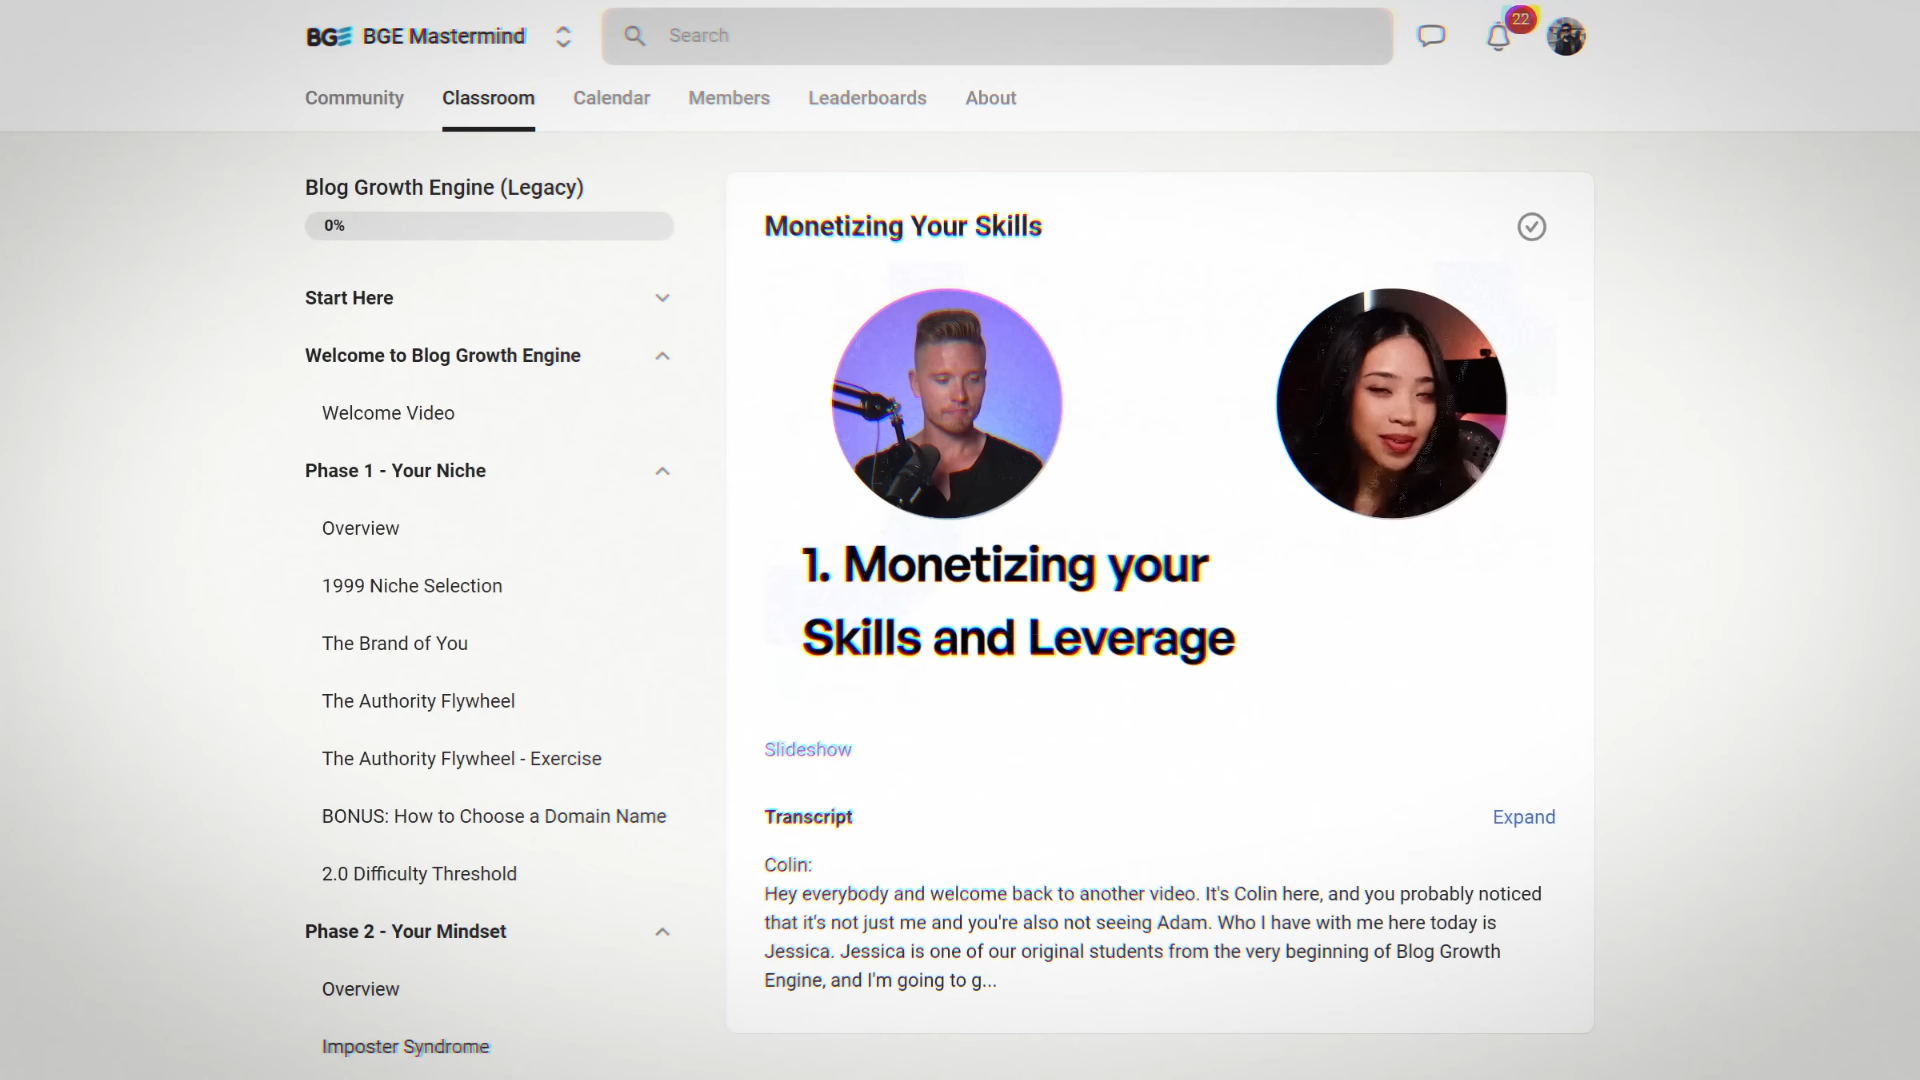 BGE BGE Mastermind
Search
22
Community Classroom Calendar Members Leaderboards About
Blog Growth Engine (Legacy)
0%
Start Here
Welcome to Blog Growth Engine
Welcome Video
Phase 1 - Your Niche
Overview
1999 Niche Selection
The Brand of You
The Authority Flywheel
The Authority Flywheel - Exercise
BONUS: How to Choose a Domain Name
2.0 Difficulty Threshold
Phase 2 - Your Mindset
Overview
Imposter Syndrome
Monetizing Your Skills
1. Monetizing your
Skills and Leverage
Slideshow
Transcript
Expand
Colin:
Hey everybody and welcome back to another video. It's Colin here, and you probably noticed
that it's not just me and you're also not seeing Adam. Who I have with me here today is
Jessica. Jessica is one of our original students from the very beginning of Blog Growth
Engine, and I'm going to g...